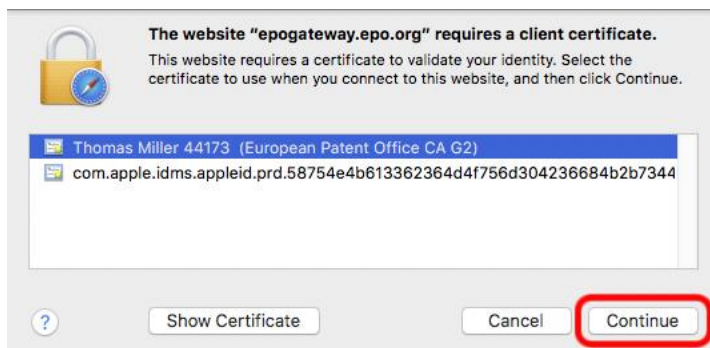 The website “epogateway.epo.org” requires a client certificate.
This website requires a certificate to validate your identity. Select the
certificate to use when you connect to this website, and then click Continue.
Thomas Miller 44173 (European Patent Office CA G2)
com.apple.idms.appleid.prd.58754e4b613362364d4f756d304236684b2b7344
?
Show Certificate
Cancel
Continue